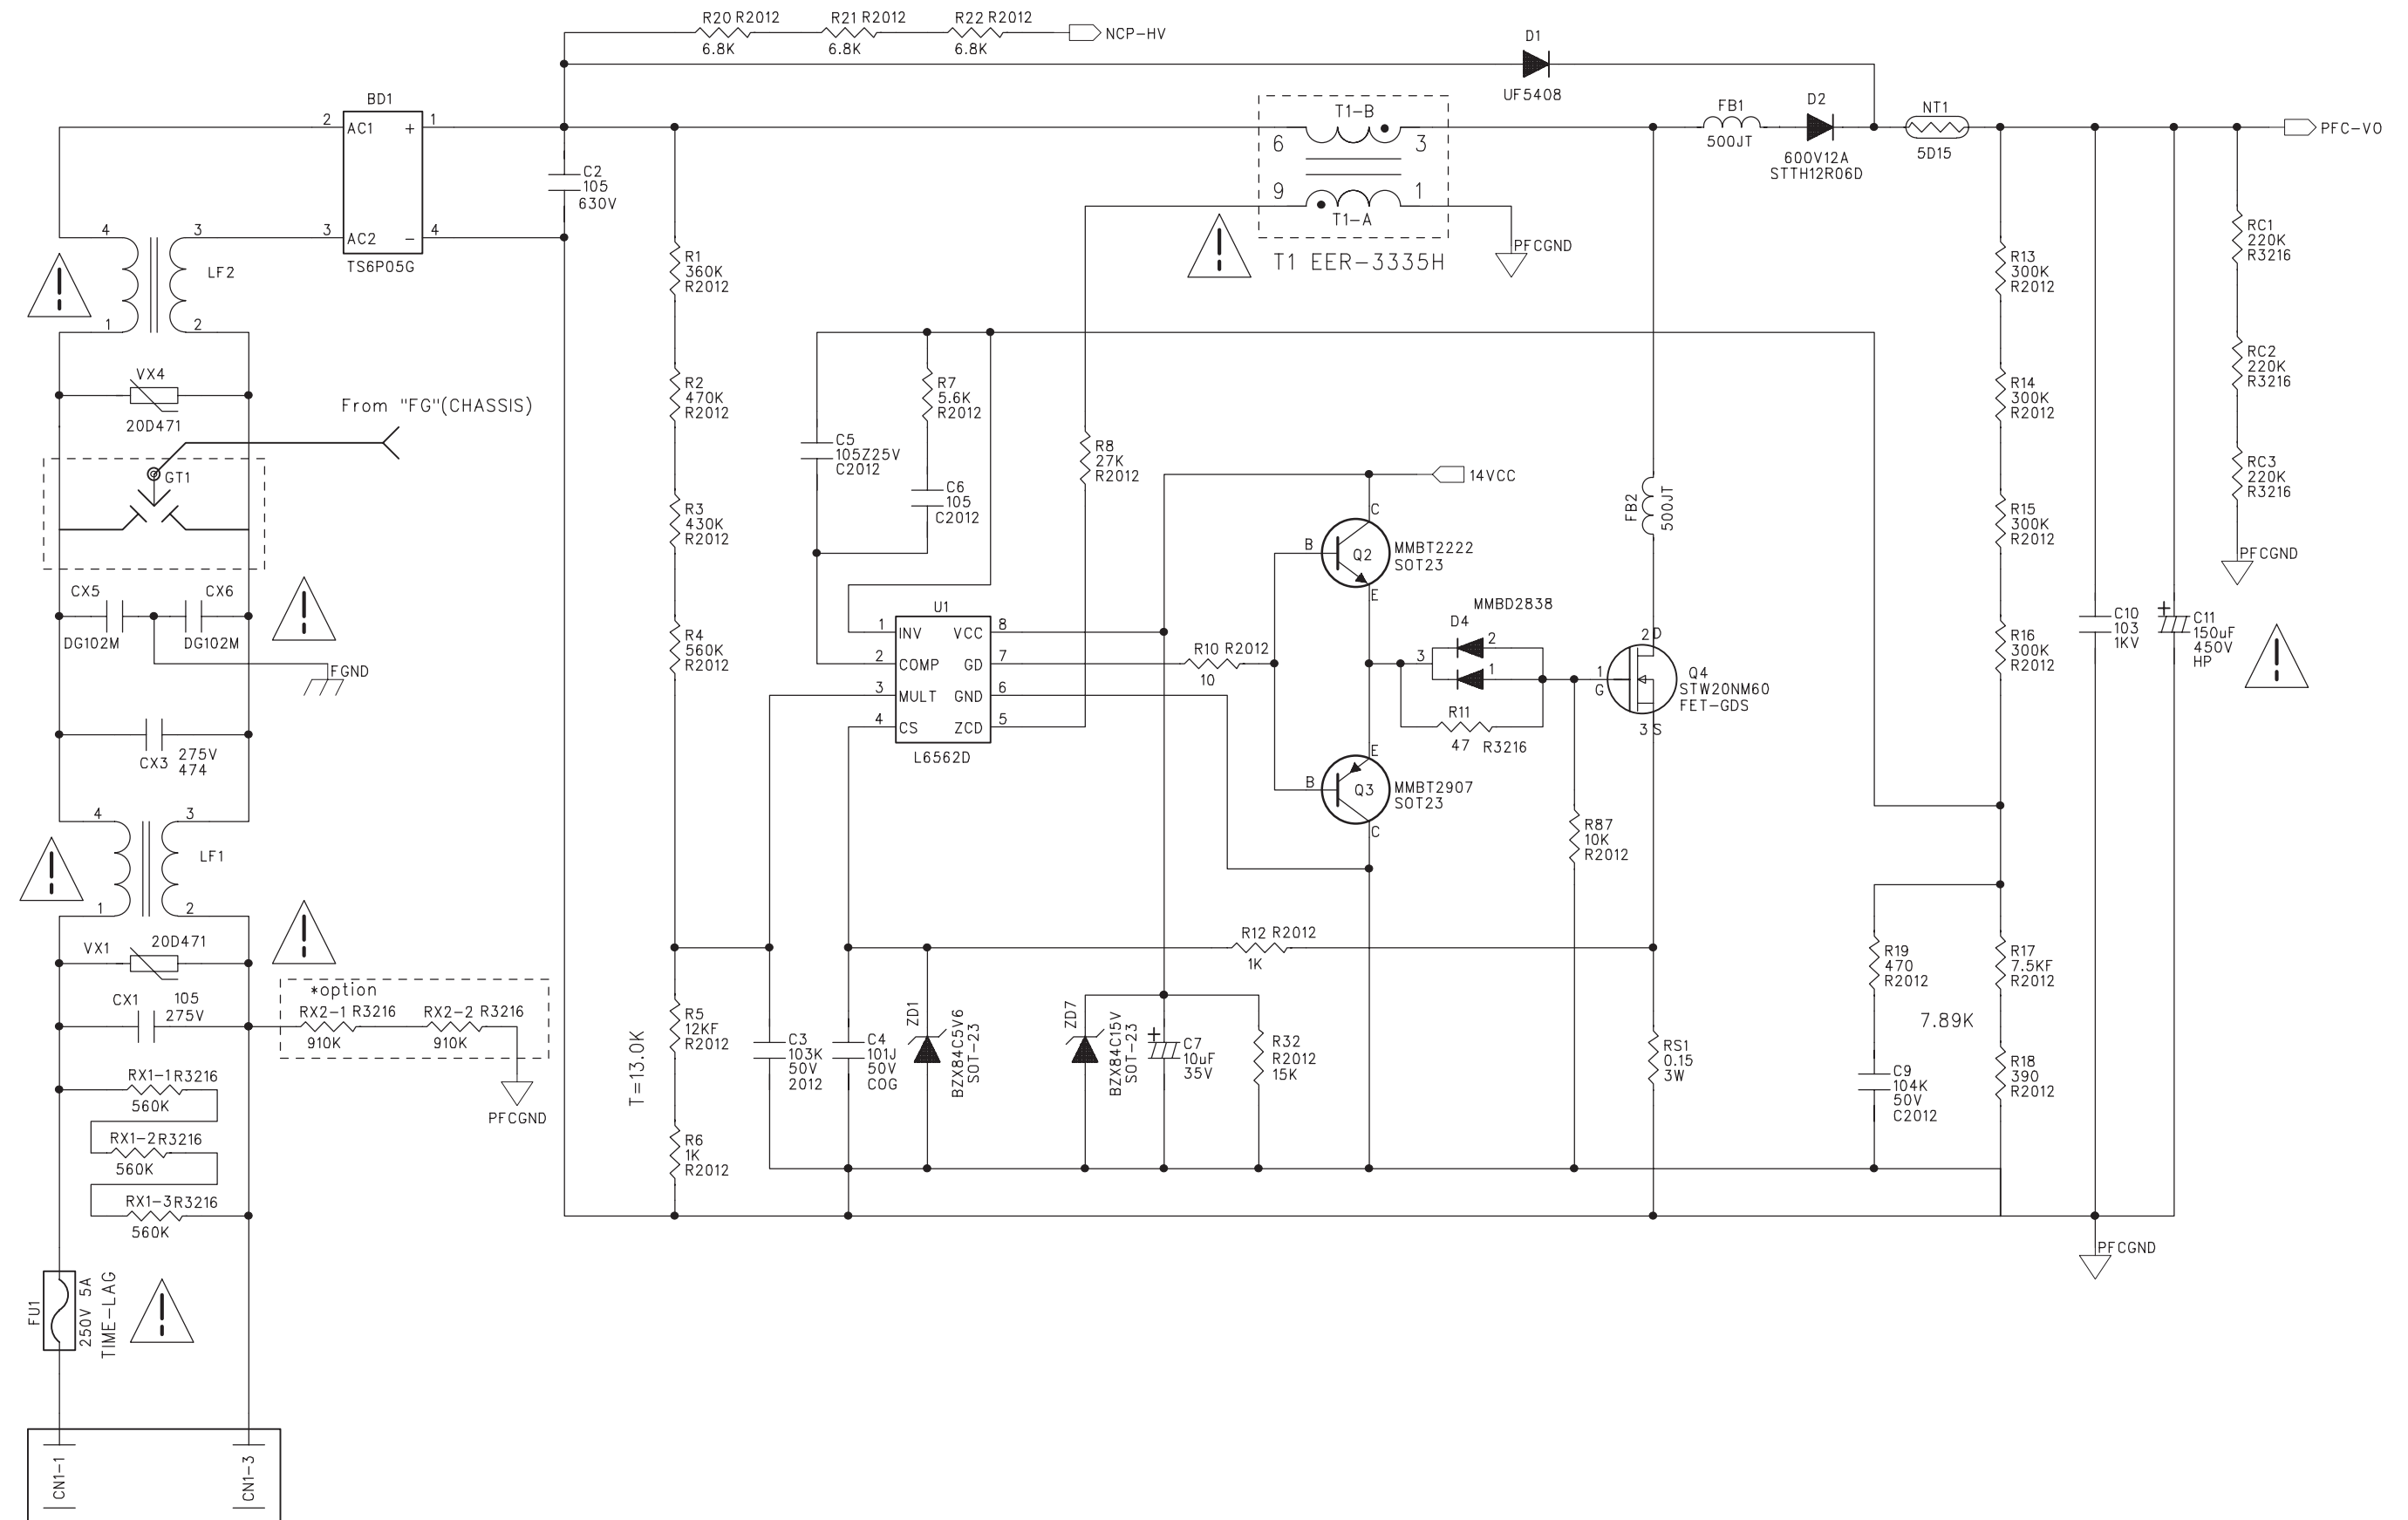 R20 R2012
6.8K
R21 R2012
6.8K
R22 R2012
6.8K
NCP-HV
D1
UF5408
BD1
2 AC1 + 1
3 AC2 - 4
TS6P05G
C2
105
630V
T1-B
6 3
9 1
T1-A
T1 EER-3335H
PFCGND
FB1
500JT
D2
600V12A
STTH12R06D
NT1
5D15
PFC-VO
4 3
LF2
1 2
VX4
20D471
From "FG"(CHASSIS)
GT1
CX5
DG102M
CX6
DG102M
FGND
CX3
275V
474
4 3
LF1
1 2
VX1
20D471
CX1
105
275V
*option
RX2-1 R3216
910K
RX2-2 R3216
910K
PFCGND
RX1-1 R3216
560K
RX1-2 R3216
560K
RX1-3 R3216
560K
FU1
250V 5A
TIME-LAG
CN1-1
CN1-3
R1
360K
R2012
R2
470K
R2012
R3
430K
R2012
R4
560K
R2012
R5
12KF
R2012
R6
1K
R2012
T=13.0K
C5
105Z25V
C2012
R7
5.6K
R2012
C6
105
C2012
R8
27K
R2012
U1
1 INV VCC 8
2 COMP GD 7
3 MULT GND 6
4 CS ZCD 5
L6562D
14VCC
C
B
Q2
E
MMBT2222
SOT23
R10 R2012
10
MMBD2838
D4
2
3
1
R11
47 R3216
E
B
Q3
C
MMBT2907
SOT23
FB2
500JT
2 D
1
G
3 S
Q4
STW20NM60
FET-GDS
R87
10K
R2012
R12 R2012
1K
C3
103K
50V
2012
C4
101J
50V
COG
ZD1
BZX84C5V6
SOT-23
ZD7
BZX84C15V
SOT-23
+
C7
10uF
35V
R32
R2012
15K
RS1
0.15
3W
R13
300K
R2012
R14
300K
R2012
R15
300K
R2012
R16
300K
R2012
R19
470
R2012
C9
104K
50V
C2012
7.89K
R17
7.5KF
R2012
R18
390
R2012
RC1
220K
R3216
RC2
220K
R3216
RC3
220K
R3216
PFCGND
C10
103
1KV
+
C11
150uF
450V
HP
PFCGND